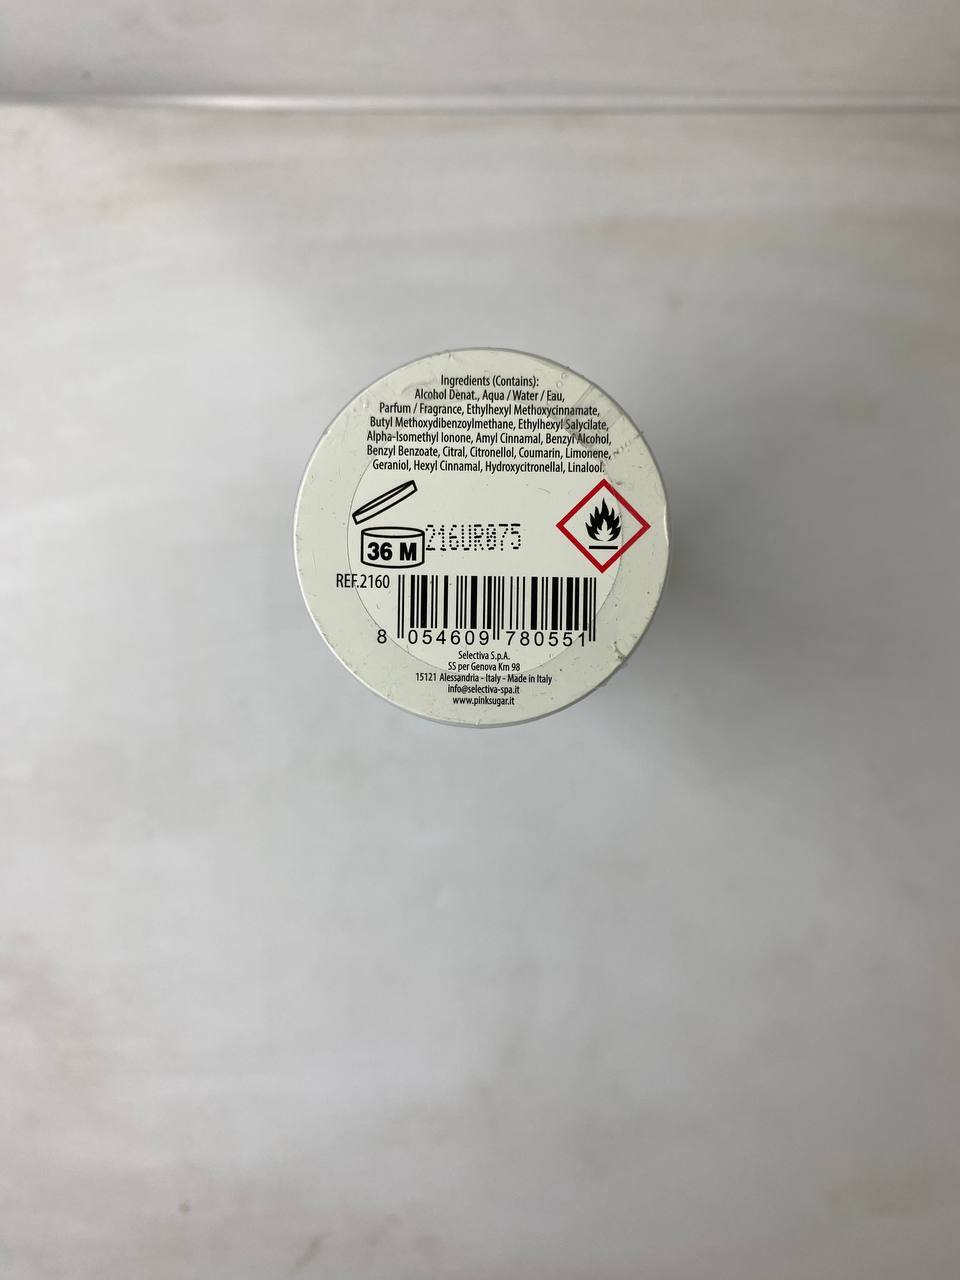 Ingredients (Contains):
Alcohol Denat., Aqua / Water / Eau,
Parfum / Fragrance, Ethylhexyl Methoxycinnamate,
Butyl Methoxydibenzoylmethane, Ethylhexyl Salycilate,
Alpha-Isomethyl Ionone, Amyl Cinnamal, Benzyl Alcohol,
Benzyl Benzoate, Citral, Citronellol, Coumarin, Limonene,
Geraniol, Hexyl Cinnamal, Hydroxycitronellal, Linalool.
36 M
216UR075
REF.2160
8 054609 780551
Selectiva S.p.A.
SS per Genova Km 98
15121 Alessandria - Italy - Made in Italy
info@selectiva-spa.it
www.pinksugar.it